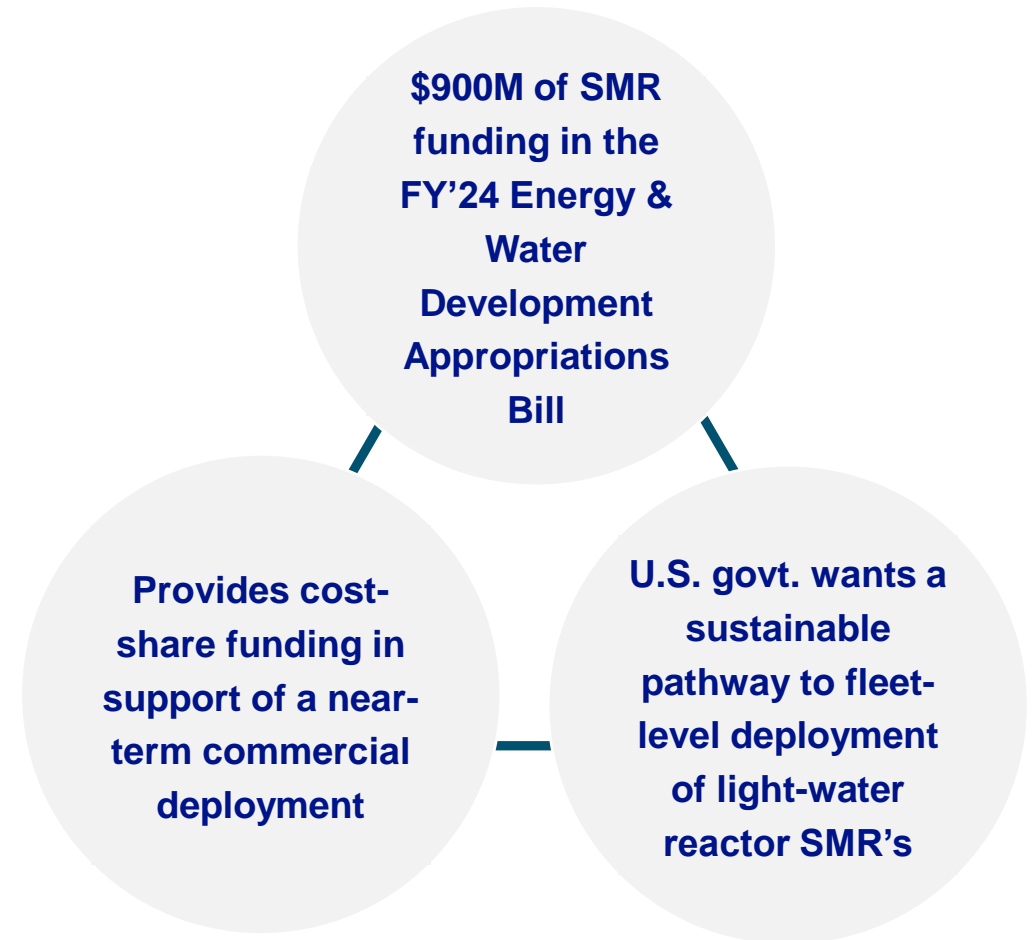 $900M of SMR
funding in the
FY’24 Energy &
Water
Development
Appropriations
Bill
Provides cost-
share funding in
support of a near-
term commercial
deployment
U.S. govt. wants a
sustainable
pathway to fleet-
level deployment
of light-water
reactor SMR’s